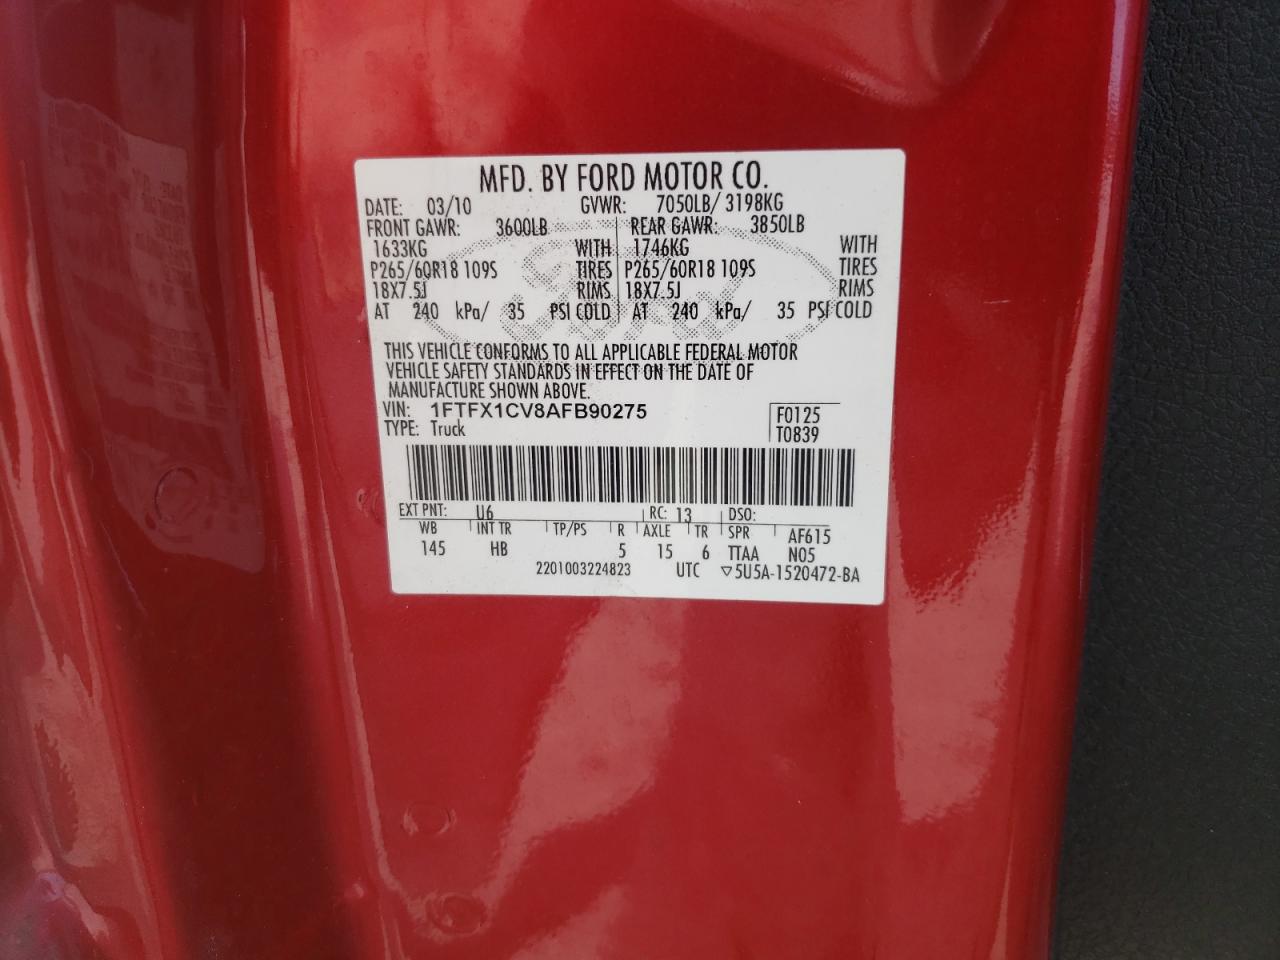 MFD. BY FORD MOTOR CO.
DATE: 03/10 GVWR: 7050LB/ 3198KG
FRONT GAWR: 3600LB REAR GAWR: 3850LB
1633KG WITH 1746KG WITH
P265/60R18 109S TIRES P265/60R18 109S TIRES
18X7.5J RIMS 18X7.5J RIMS
AT 240 kPa/ 35 PSI COLD AT 240 kPa/ 35 PSI COLD
THIS VEHICLE CONFORMS TO ALL APPLICABLE FEDERAL MOTOR
VEHICLE SAFETY STANDARDS IN EFFECT ON THE DATE OF
MANUFACTURE SHOWN ABOVE.
VIN: 1FTFX1CV8AFB90275 F0125
TYPE: Truck T0839
EXT PNT: U6 RC: 13 DSO:
WB INT TR TP/PS R AXLE TR SPR AF615
145 HB 5 15 6 TTAA N05
2201003224823 UTC ▽5U5A-1520472-BA